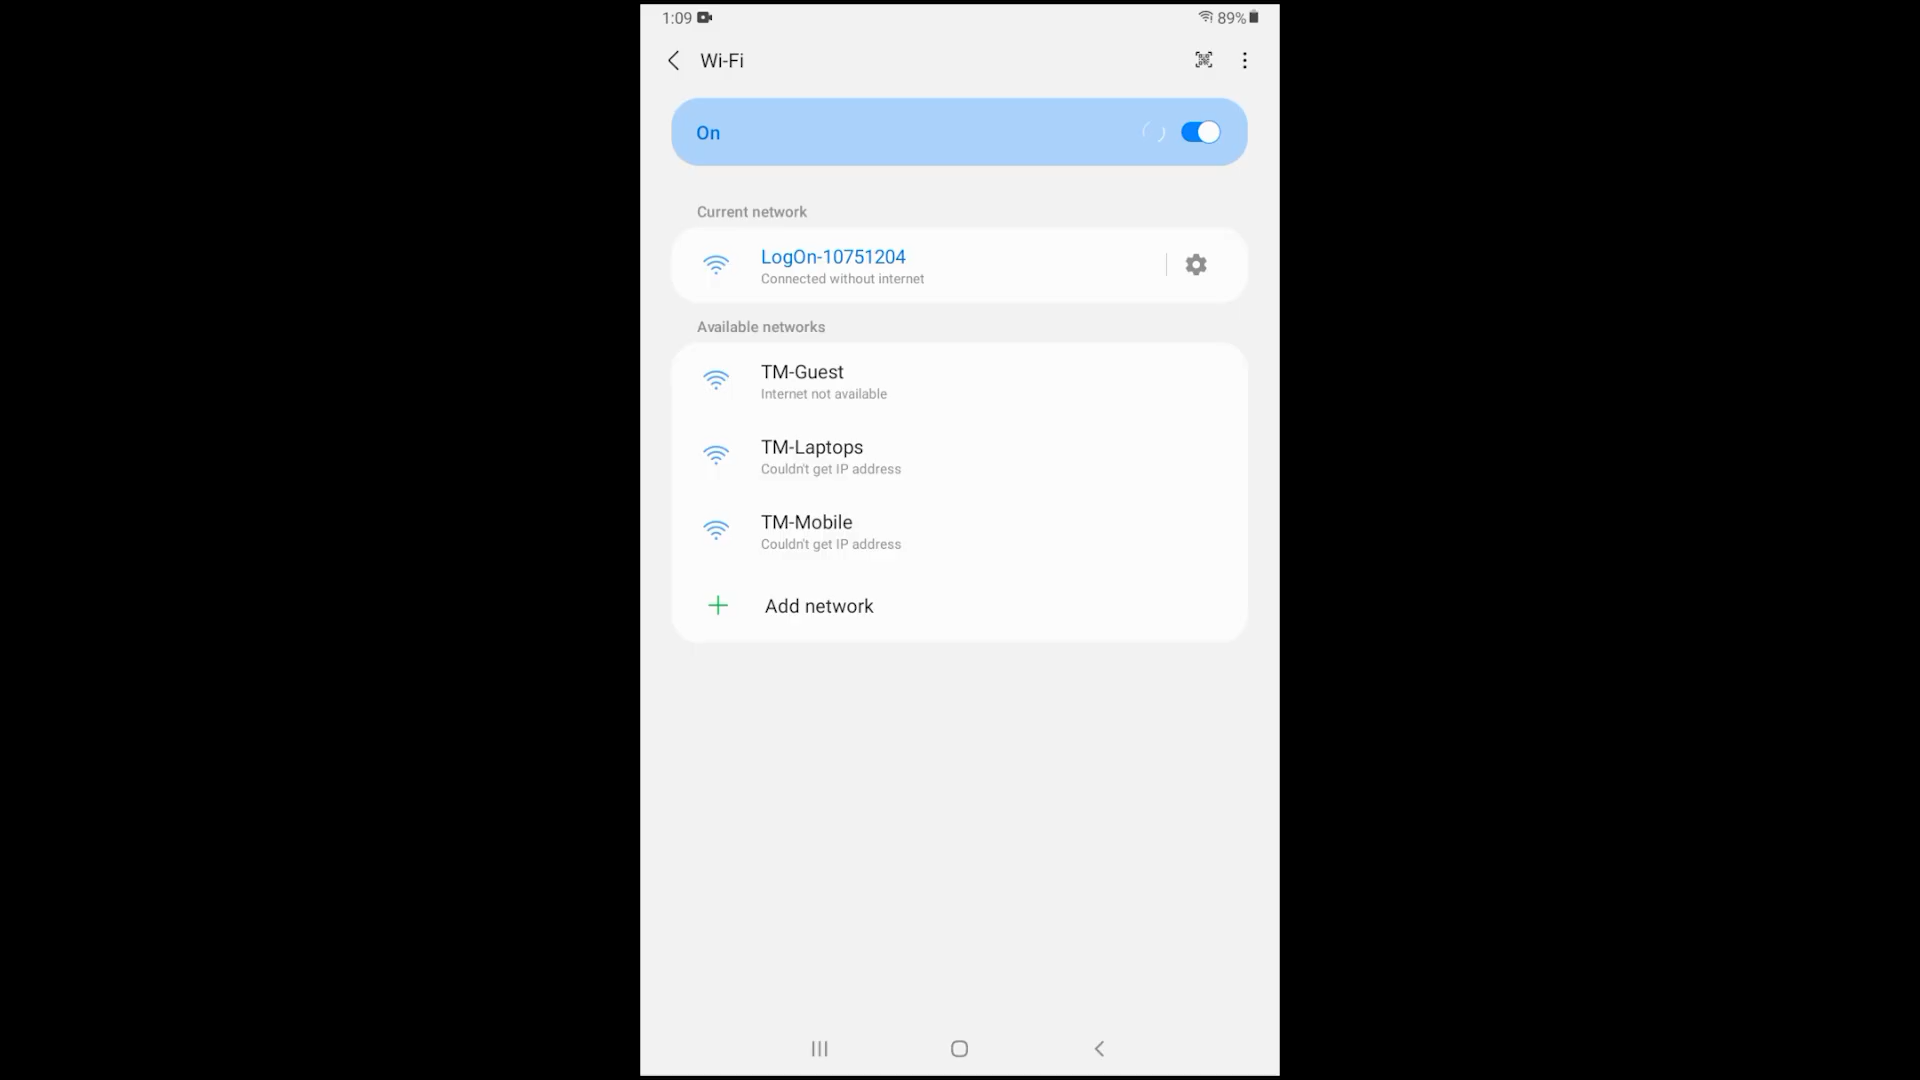 1:09
89%
Wi-Fi
On
Current network
LogOn-10751204
Connected without internet
Available networks
TM-Guest
Internet not available
TM-Laptops
Couldn't get IP address
TM-Mobile
Couldn't get IP address
Add network